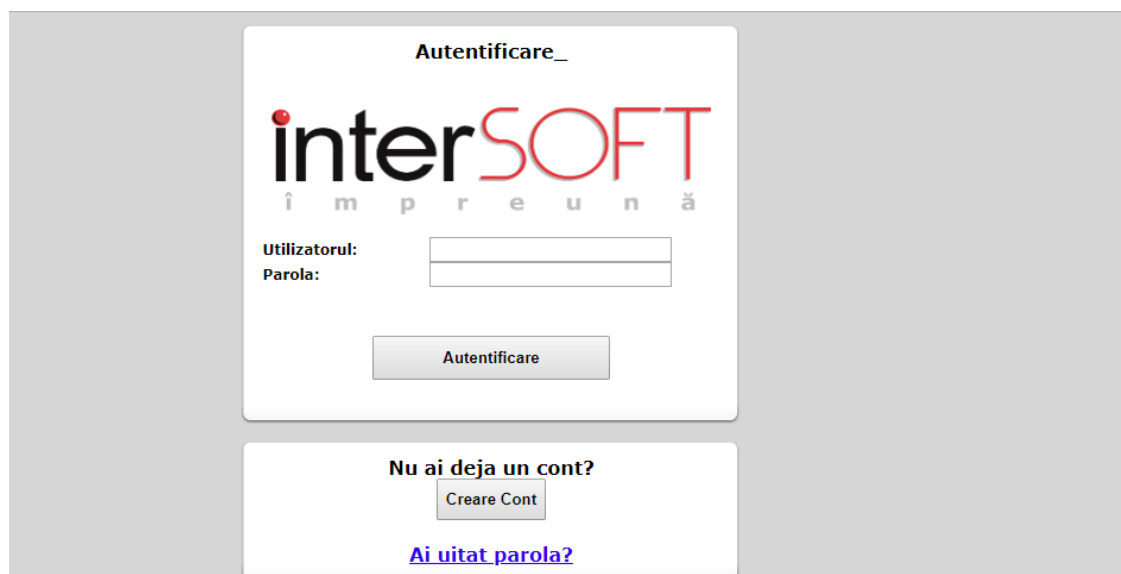 Autentificare_
interSOFT
împreună
Utilizatorul:
Parola:
Autentificare
Nu ai deja un cont?
Creare Cont
Ai uitat parola?